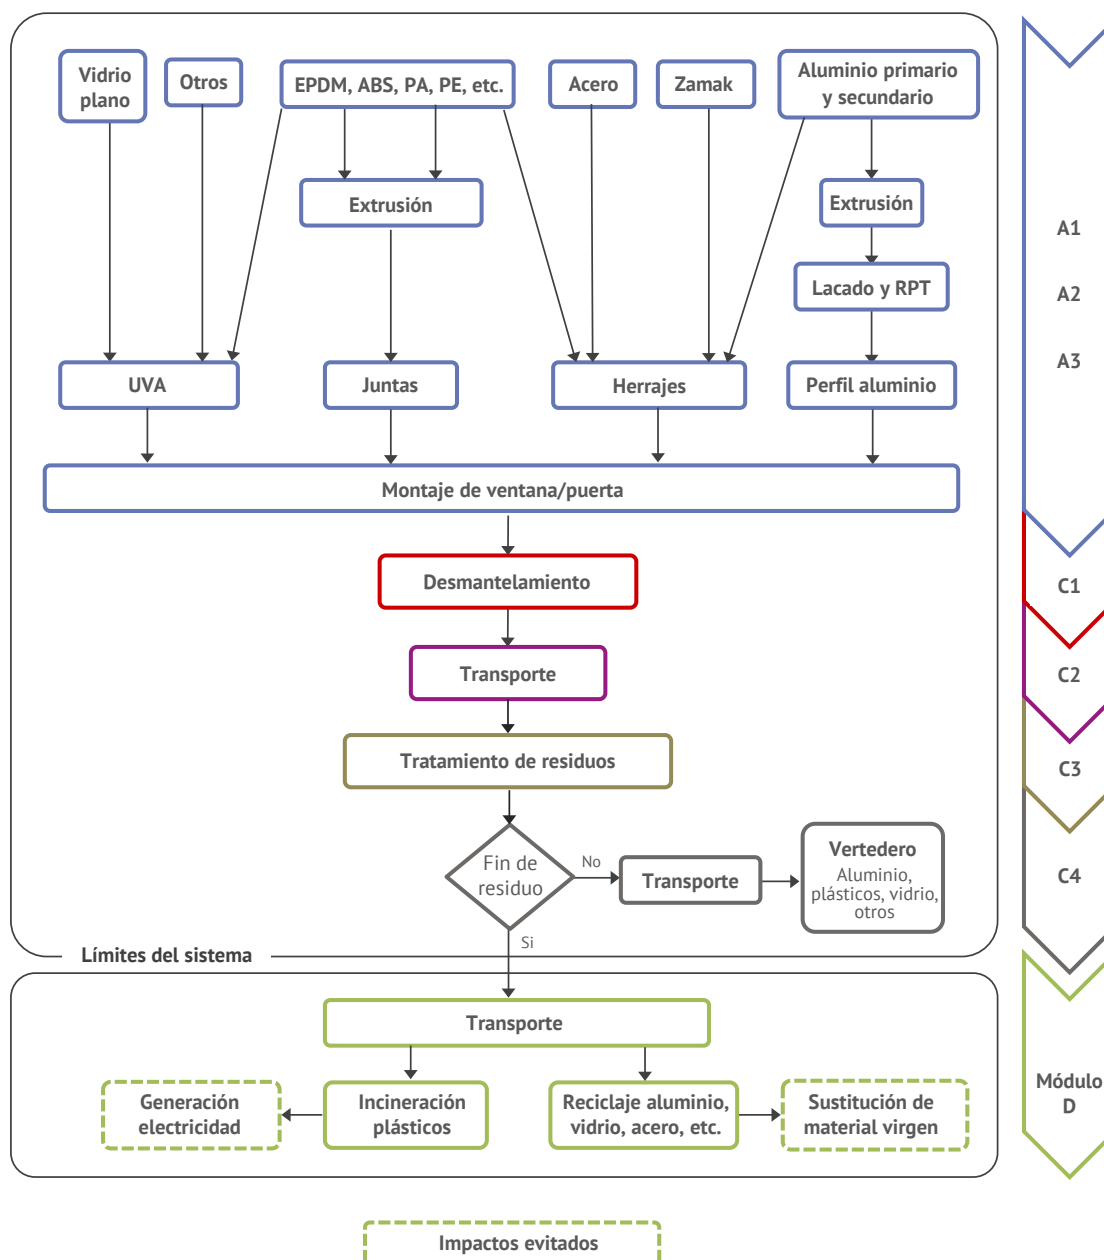 Vidrio
plano
Otros
EPDM, ABS, PA, PE, etc.
Acero
Zamak
Aluminio primario
y secundario
Extrusión
Extrusión
Lacado y RPT
UVA
Juntas
Herrajes
Perfil aluminio
Montaje de ventana/puerta
A1
A2
A3
Desmantelamiento
C1
Transporte
C2
Tratamiento de residuos
C3
Fin de
residuo
No
Transporte
Vertedero
Aluminio,
plásticos, vidrio,
otros
C4
Si
Límites del sistema
Transporte
Generación
electricidad
Incineración
plásticos
Reciclaje aluminio,
vidrio, acero, etc.
Sustitución de
material virgen
Módulo
D
Impactos evitados